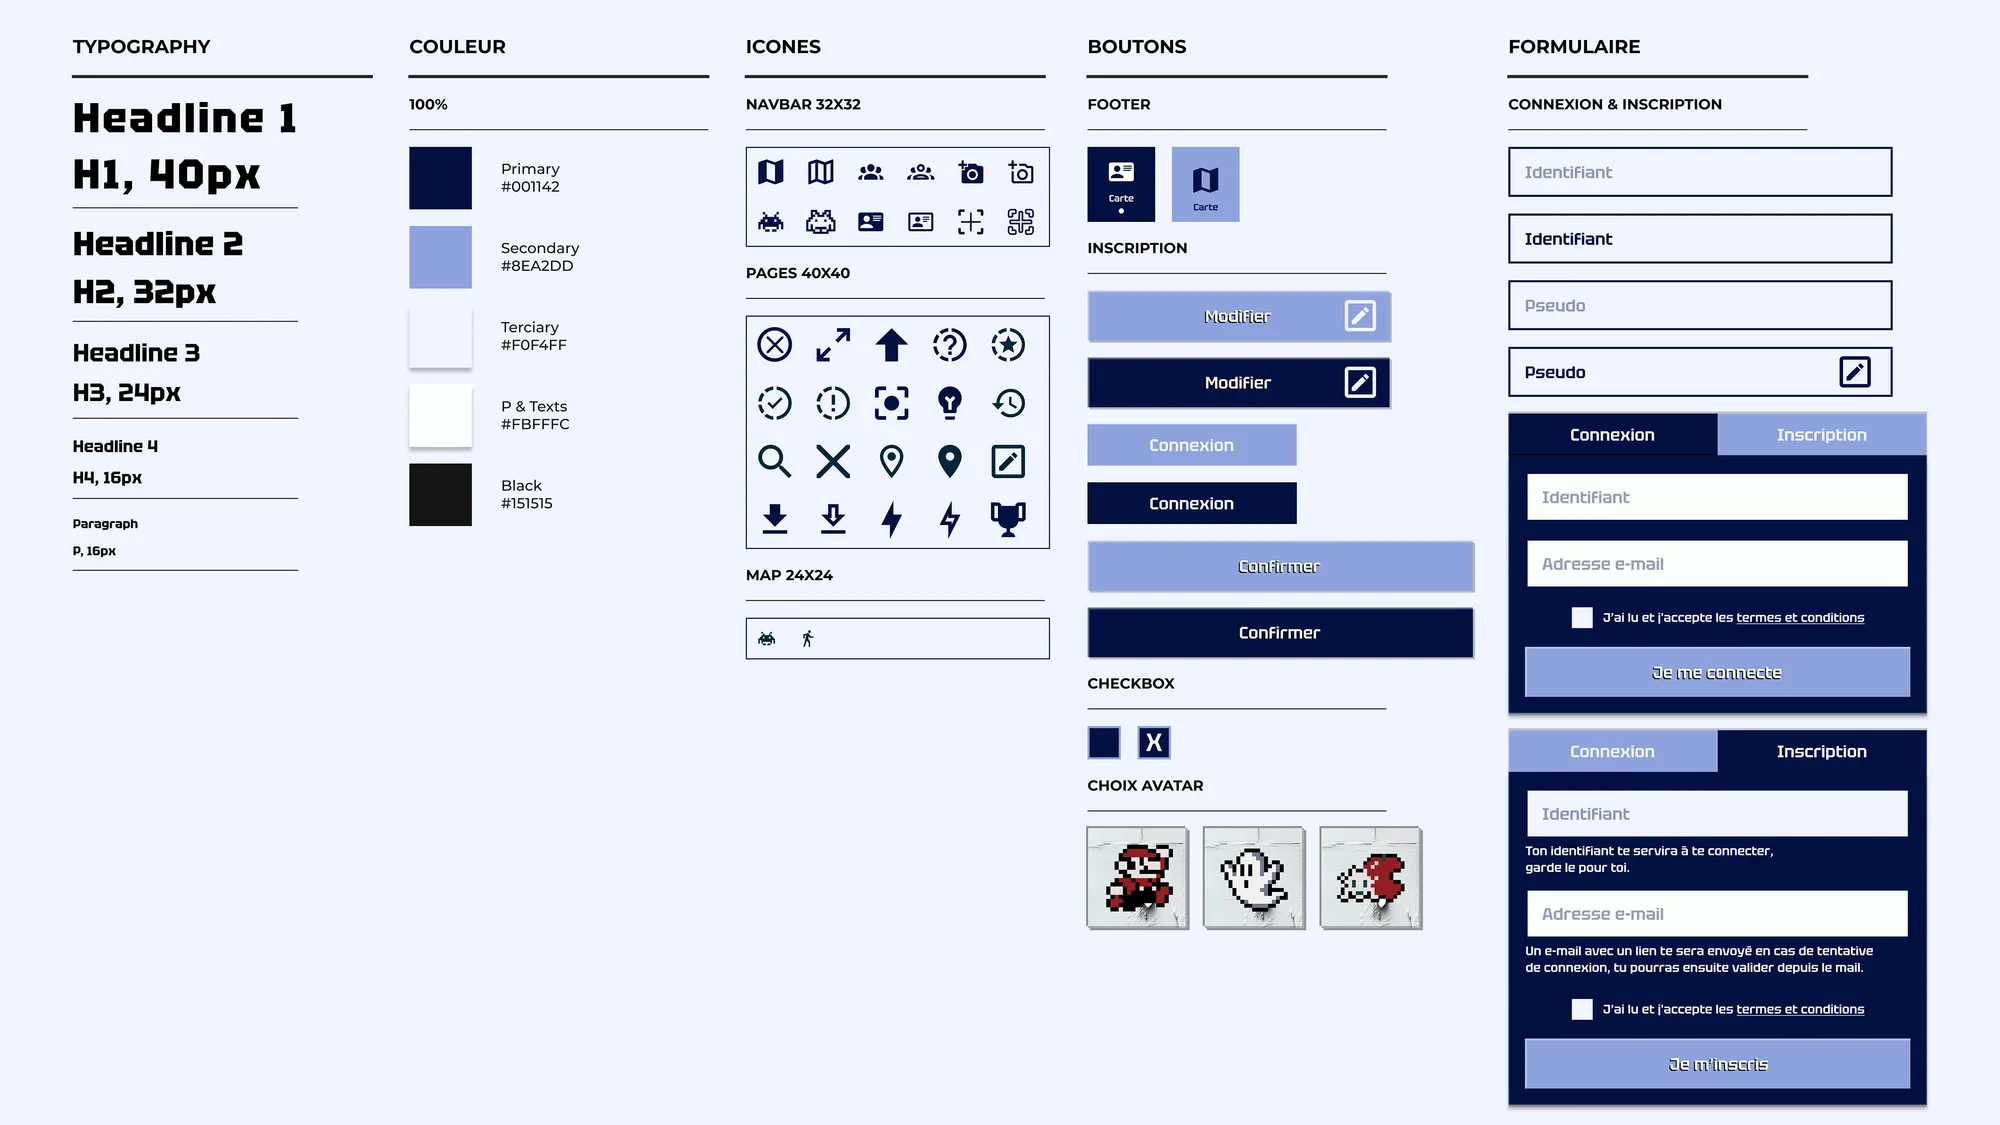 TYPOGRAPHY
Headline 1
H1, 40px
Headline 2
H2, 32px
Headline 3
H3, 24px
Headline 4
H4, 16px
Paragraph
P, 16px
COULEUR
100%
Primary
#001142
Secondary
#8EA2DD
Terciary
#F0F4FF
P & Texts
#FBFFFC
Black
#151515
ICONES
NAVBAR 32X32
PAGES 40X40
MAP 24X24
BOUTONS
FOOTER
Carte
Carte
INSCRIPTION
Modifier
Modifier
Connexion
Connexion
Confirmer
Confirmer
CHECKBOX
X
CHOIX AVATAR
FORMULAIRE
CONNEXION & INSCRIPTION
Identifiant
Identifiant
Pseudo
Pseudo
Connexion Inscription
Identifiant
Adresse e-mail
J'ai lu et j'accepte les termes et conditions
Je me connecte
Connexion Inscription
Identifiant
Ton identifiant te servira à te connecter,
garde le pour toi.
Adresse e-mail
Un e-mail avec un lien te sera envoyé en cas de tentative
de connexion, tu pourras ensuite valider depuis le mail.
J'ai lu et j'accepte les termes et conditions
Je m'inscris